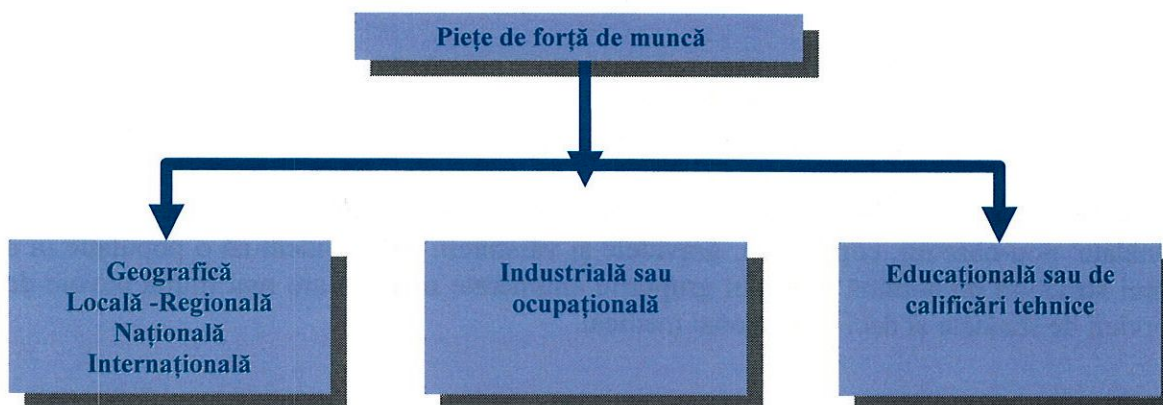 Piețe de forță de muncă
Geografică
Locală -Regională
Națională
Internațională
Industrială sau
ocupațională
Educațională sau de
calificări tehnice